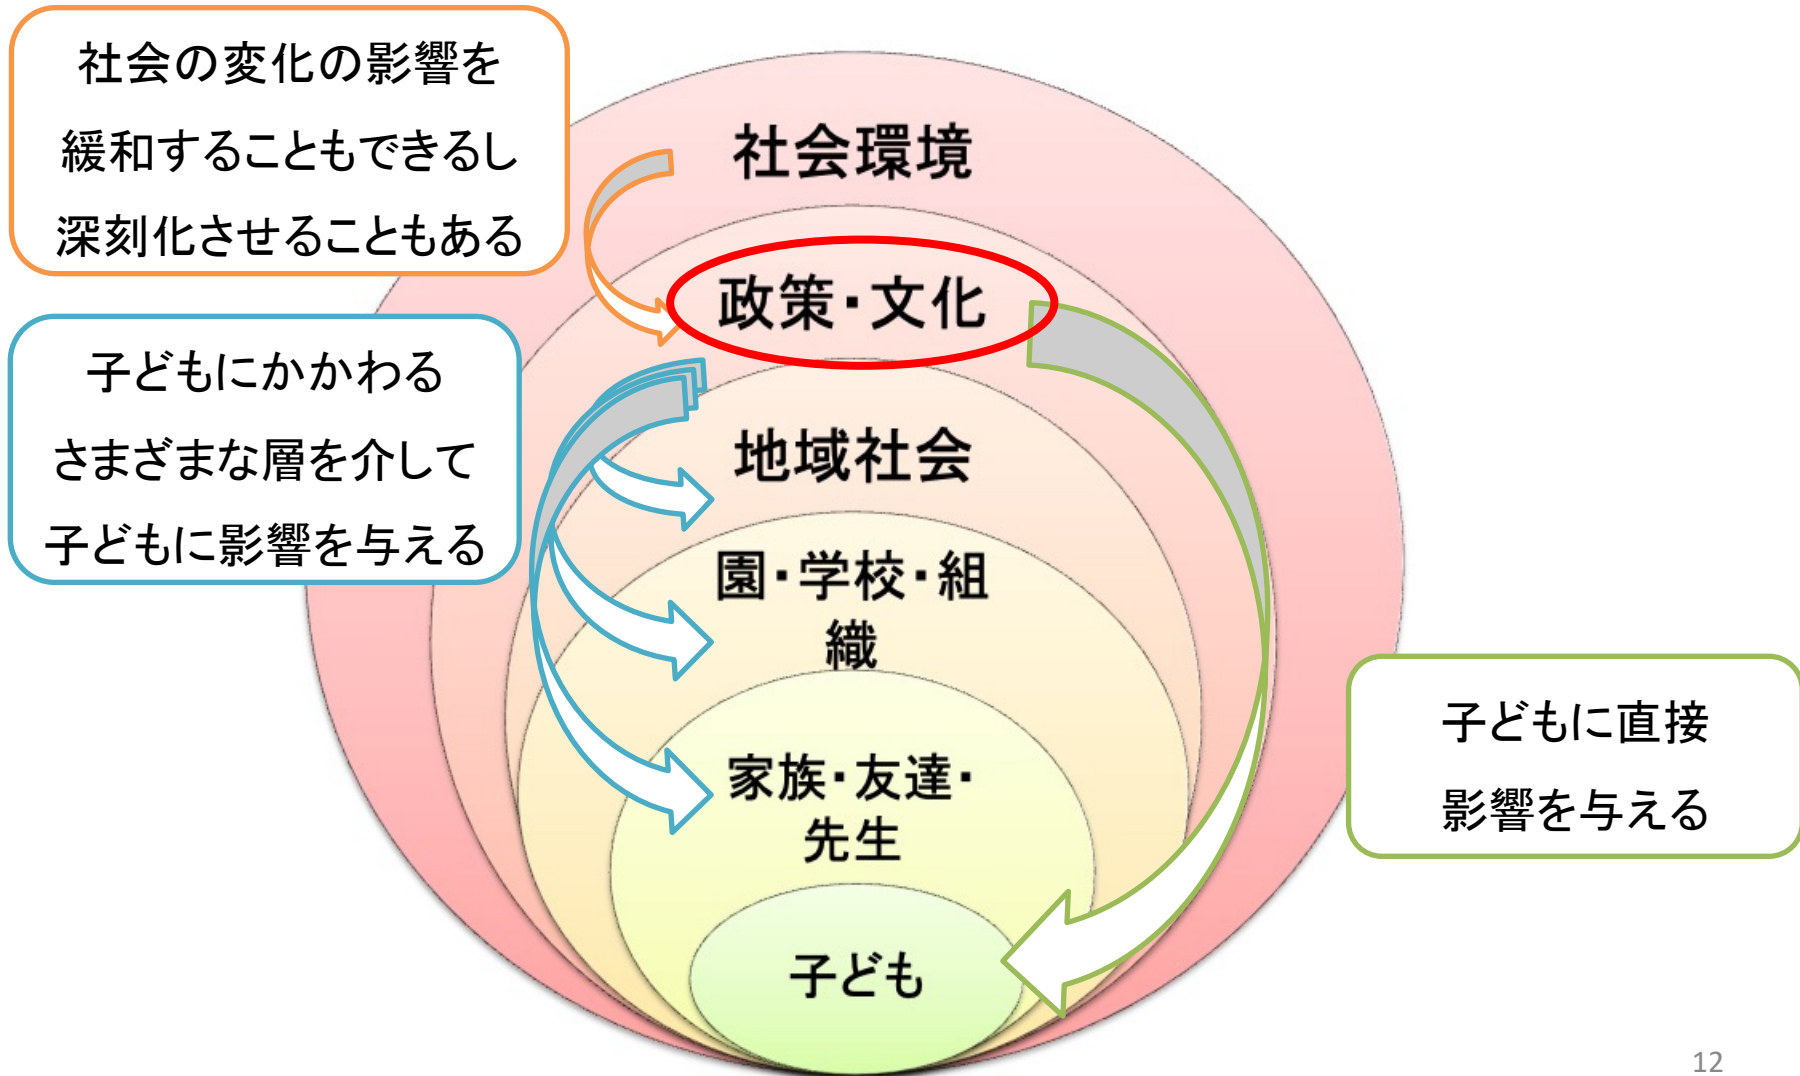 社会の変化の影響を
緩和することもできるし
深刻化させることもある
社会環境
政策・文化
子どもにかかわる
さまざまな層を介して
子どもに影響を与える
地域社会
園・学校・組
織
家族・友達・
先生
子どもに直接
影響を与える
子ども
12